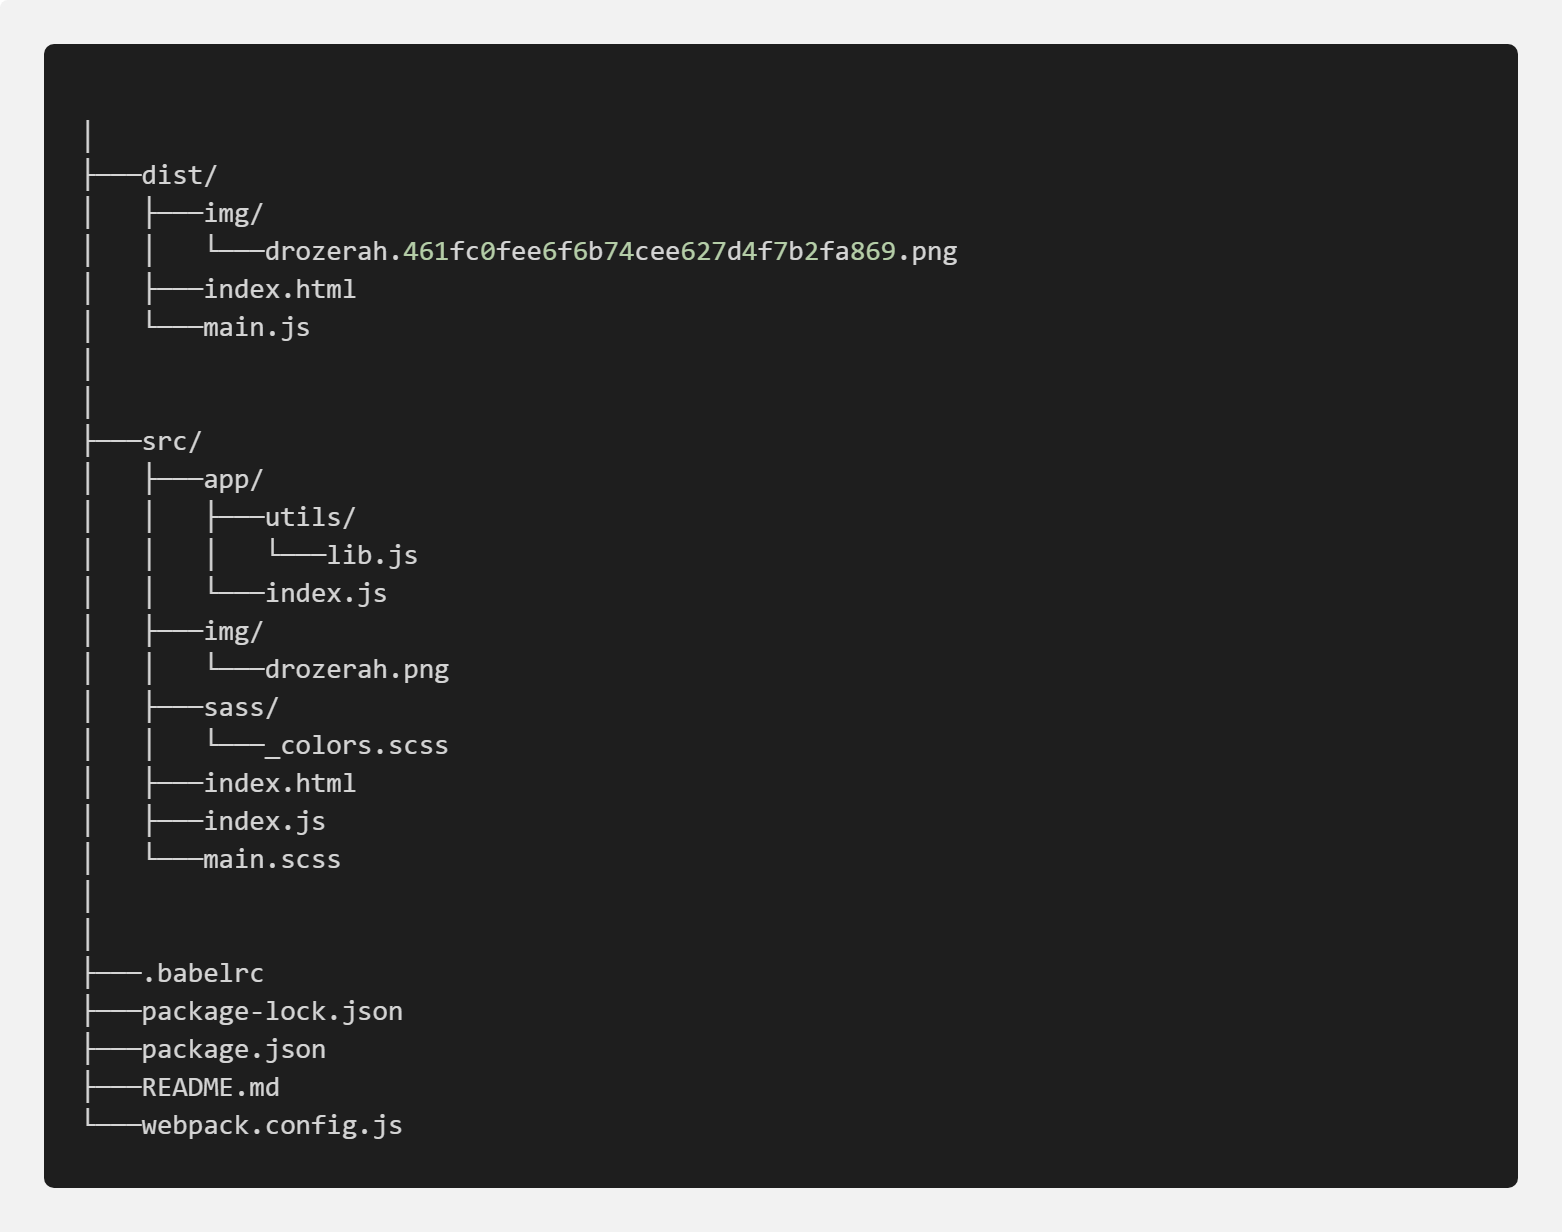 │
├───dist/
│   ├───img/
│   │   └───drozerah.461fc0fee6f6b74cee627d4f7b2fa869.png
│   ├───index.html
│   └───main.js
│
│
├───src/
│   ├───app/
│   │   ├───utils/
│   │   │   └───lib.js
│   │   └───index.js
│   ├───img/
│   │   └───drozerah.png
│   ├───sass/
│   │   └───_colors.scss
│   ├───index.html
│   ├───index.js
│   └───main.scss
│
│
├───.babelrc
├───package-lock.json
├───package.json
├───README.md
└───webpack.config.js